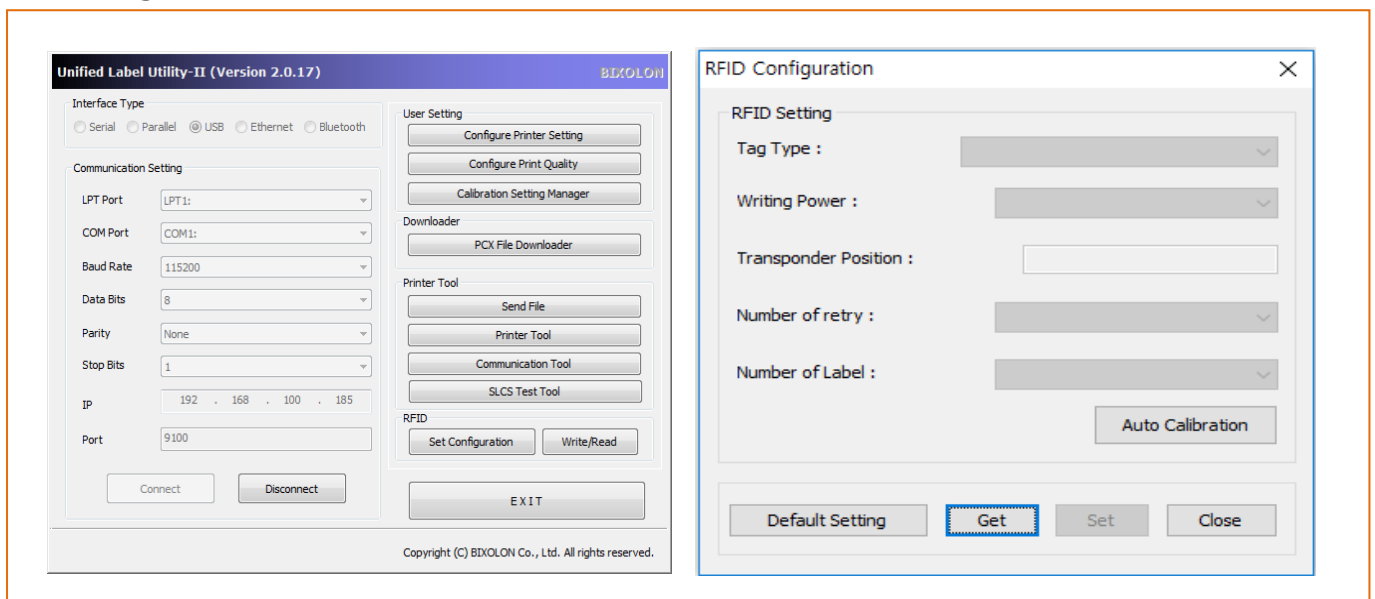 Unified Label Utility-II (Version 2.0.17)
BIXOLON
Interface Type
Serial Parallel USB Ethernet Bluetooth
Communication Setting
LPT Port LPT1:
COM Port COM1:
Baud Rate 115200
Data Bits 8
Parity None
Stop Bits 1
IP 192 . 168 . 100 . 185
Port 9100
Connect Disconnect
User Setting
Configure Printer Setting
Configure Print Quality
Calibration Setting Manager
Downloader
PCX File Downloader
Printer Tool
Send File
Printer Tool
Communication Tool
SLCS Test Tool
RFID
Set Configuration Write/Read
EXIT
Copyright (C) BIXOLON Co., Ltd. All rights reserved.
RFID Configuration
RFID Setting
Tag Type :
Writing Power :
Transponder Position :
Number of retry :
Number of Label :
Auto Calibration
Default Setting Get Set Close